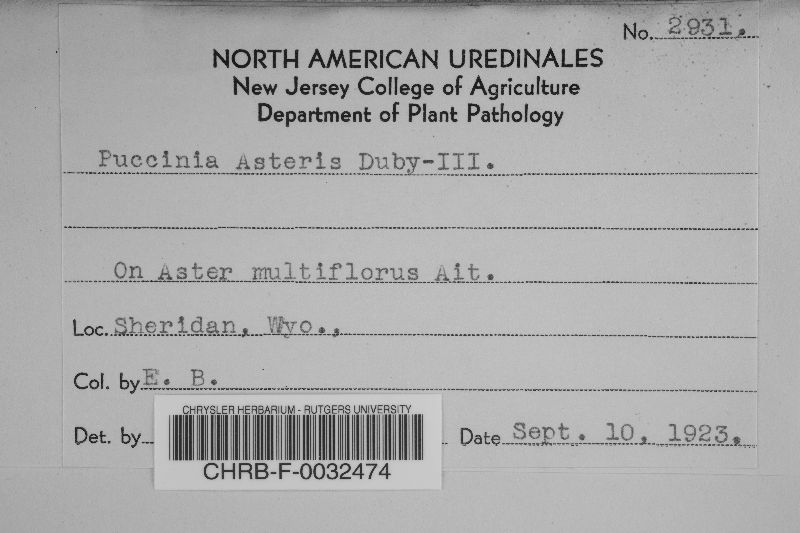 No. 2931.
NORTH AMERICAN UREDINALES
New Jersey College of Agriculture
Department of Plant Pathology
Puccinia Asteris Duby-III.
On Aster multiflorus Ait.
Loc. Sheridan, Wyo.,
Col. by E. B.
Det. by
Date Sept. 10, 1923.
CHRYSLER HERBARIUM - RUTGERS UNIVERSITY
CHRB-F-0032474